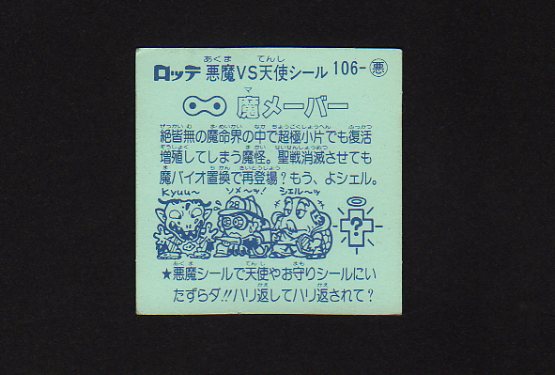 ロッテ 悪魔VS天使シール 106-悪
魔メーバー
絶皆無の魔命界の中で超極小片でも復活
増殖してしまう魔怪。聖戦消滅させても
魔バイオ置換で再登場?もう、よシェル。
Kyuu〜 ソメ〜ッ! シェル〜ッ
?
★悪魔シールで天使やお守りシールにい
たずらダ!!ハリ返してハリ返されて?